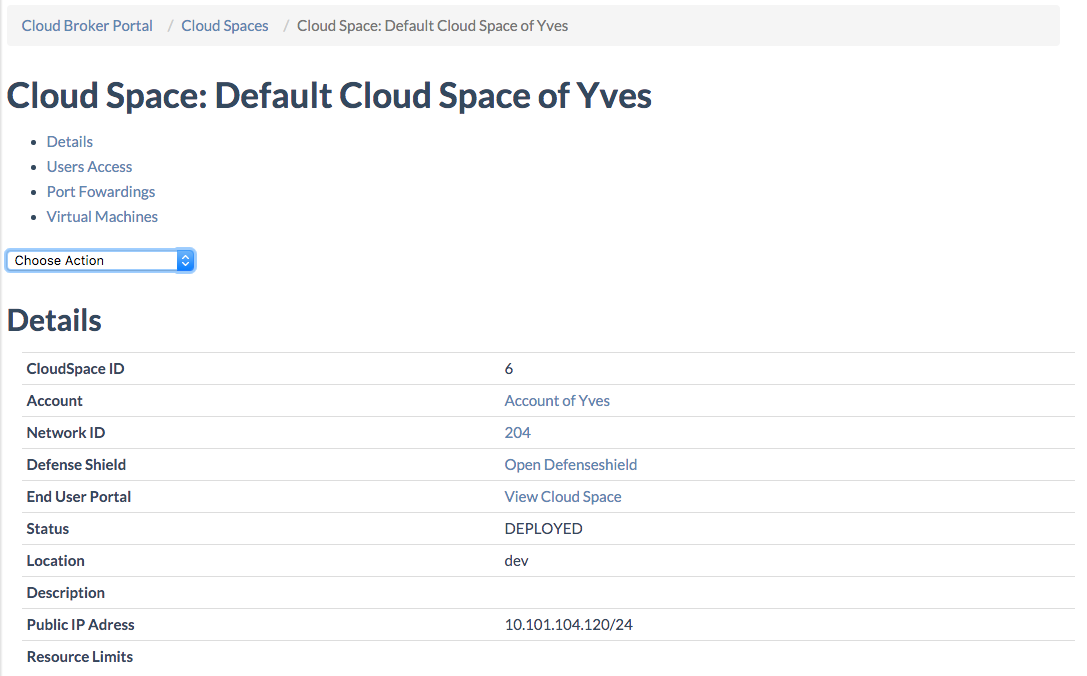 Cloud Broker Portal / Cloud Spaces / Cloud Space: Default Cloud Space of Yves
Cloud Space: Default Cloud Space of Yves
Details
Users Access
Port Fowardings
Virtual Machines
Choose Action
Details
CloudSpace ID 6
Account Account of Yves
Network ID 204
Defense Shield Open Defenseshield
End User Portal View Cloud Space
Status DEPLOYED
Location dev
Description
Public IP Adress 10.101.104.120/24
Resource Limits